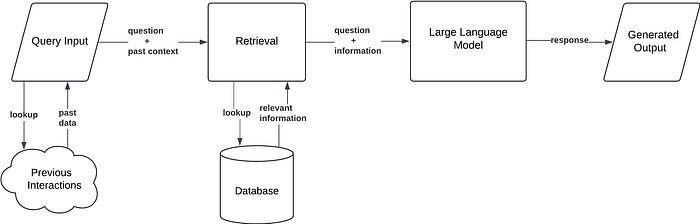 Query Input
question
+
past context
Retrieval
question
+
information
Large Language
Model
response
Generated
Output
lookup
past
data
lookup
relevant
information
Previous
Interactions
Database